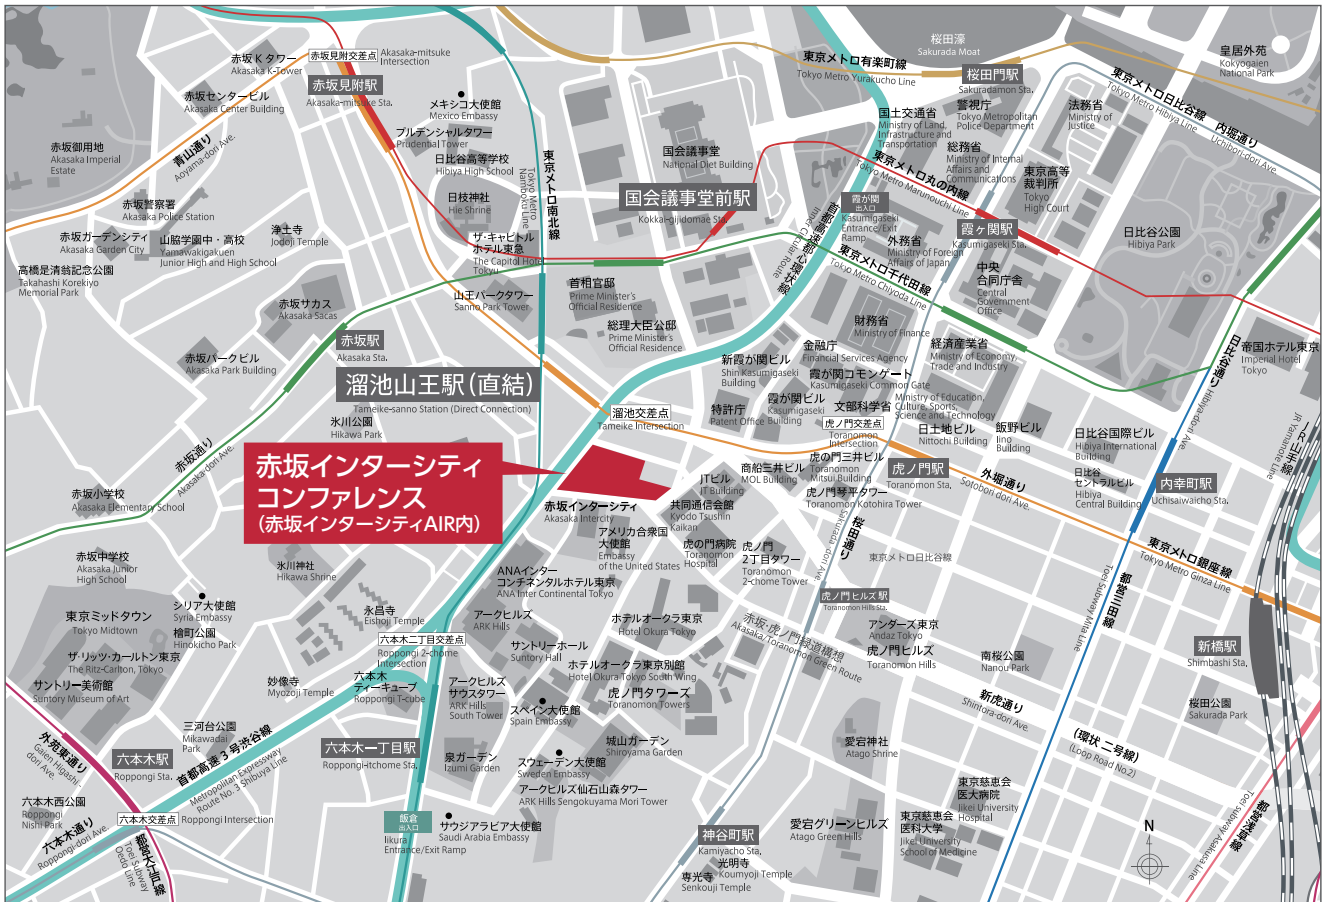 赤坂Kタワー
Akasaka K-Tower
赤坂見附交差点
Akasaka-mitsuke
Intersection
赤坂見附駅
Akasaka-mitsuke Sta.
赤坂センタービル
Akasaka Center Building
メキシコ大使館
Mexico Embassy
プルデンシャルタワー
Prudential Tower
日比谷高等学校
Hibiya High School
日枝神社
Hie Shrine
青山通り
Aoyama-dori Ave.
赤坂御用地
Akasaka Imperial
Estate
赤坂警察署
Akasaka Police Station
赤坂ガーデンシティ
Akasaka Garden City
山脇学園中・高校
Yamawakigakuen
Junior High and High School
浄土寺
Jodoji Temple
高橋是清翁記念公園
Takahashi Korekiyo
Memorial Park
赤坂サカス
Akasaka Sacas
赤坂駅
Akasaka Sta.
赤坂パークビル
Akasaka Park Building
東京メトロ南北線
Tokyo Metro
Namboku Line
ザ・キャピトル
ホテル東急
The Capitol Hotel
Tokyu
山王パークタワー
Sanno Park Tower
国会議事堂
National Diet Building
国会議事堂前駅
Kokkai-gijidomae Sta.
首相官邸
Prime Minister's
Official Residence
総理大臣公邸
Prime Minister's
Official Residence
東京メトロ有楽町線
Tokyo Metro Yurakucho Line
桜田濠
Sakurada Moat
桜田門駅
Sakuradamon Sta.
皇居外苑
Kokyogaien
National Park
東京メトロ日比谷線
Tokyo Metro Hibiya Line
内堀通り
Uchibori-dori Ave.
国土交通省
Ministry of Land,
Infrastructure and
Transportation
警視庁
Tokyo Metropolitan
Police Department
総務省
Ministry of Internal
Affairs and
Communications
法務省
Ministry of
Justice
東京高等
裁判所
Tokyo
High Court
東京メトロ丸の内線
Tokyo Metro Marunouchi Line
霞が関
出入口
Kasumigaseki
Entrance/Exit
Ramp
霞ケ関駅
Kasumigaseki Sta.
外務省
Ministry of Foreign
Affairs of Japan
日比谷公園
Hibiya Park
首都高速都心環状線
Inner Circular Route
東京メトロ千代田線
Tokyo Metro Chiyoda Line
中央
合同庁舎
Central
Government
Office
財務省
Ministry of Finance
金融庁
Financial Services Agency
経済産業省
Ministry of Economy,
Trade and Industry
新霞が関ビル
Shin Kasumigaseki
Building
霞が関コモンゲート
Kasumigaseki Common Gate
霞が関ビル
Kasumigaseki
Building
文部科学省
Ministry of Education,
Culture, Sports,
Science and Technology
特許庁
Patent Office
帝国ホテル東京
Imperial Hotel
Tokyo
日比谷通り
Hibiya-dori Ave.
JR山手線
JR Yamanote Line
溜池山王駅(直結)
Tameike-sanno Station (Direct Connection)
溜池交差点
Tameike Intersection
虎ノ門交差点
Toranomon
Intersection
日土地ビル
Nittochi Building
飯野ビル
Iino
Building
日比谷国際ビル
Hibiya International
Building
氷川公園
Hikawa Park
赤坂通り
Akasaka-dori Ave.
赤坂インターシティ
コンファレンス
(赤坂インターシティAIR内)
赤坂インターシティ
Akasaka Intercity
JTビル
JT Building
商船三井ビル
MOL Building
虎の門三井ビル
Toranomon
Mitsui Building
虎ノ門琴平タワー
Toranomon Kotohira Tower
虎ノ門駅
Toranomon Sta.
外堀通り
Sotobori-dori Ave.
日比谷
セントラルビル
Hibiya
Central Building
内幸町駅
Uchisaiwaicho Sta.
赤坂小学校
Akasaka Elementary School
赤坂中学校
Akasaka Junior
High School
氷川神社
Hikawa Shrine
共同通信会館
Kyodo Tsushin
Kaikan
アメリカ合衆国
大使館
Embassy
of the United States
虎の門病院
Toranomon
Hospital
虎ノ門
2丁目タワー
Toranomon
2-chome Tower
桜田通り
Sakurada-dori Ave.
東京メトロ日比谷線
東京メトロ銀座線
Tokyo Metro Ginza Line
ANAインター
コンチネンタルホテル東京
ANA Inter Continental Tokyo
シリア大使館
Syria Embassy
檜町公園
Hinokicho Park
東京ミッドタウン
Tokyo Midtown
ザ・リッツ・カールトン東京
The Ritz-Carlton, Tokyo
サントリー美術館
Suntory Museum of Art
永昌寺
Eishoji Temple
六本木二丁目交差点
Roppongi 2-chome
Intersection
アークヒルズ
ARK Hills
サントリーホール
Suntory Hall
ホテルオークラ東京
Hotel Okura Tokyo
ホテルオークラ東京別館
Hotel Okura Tokyo South Wing
虎ノ門ヒルズ駅
Toranomon Hills Sta.
アンダーズ東京
Andaz Tokyo
虎ノ門ヒルズ
Toranomon Hills
赤坂・虎ノ門緑道構想
Akasaka/Toranomon Green Route
都営三田線
Toei Subway Mita Line
南桜公園
Nanou Park
新橋駅
Shimbashi Sta.
桜田公園
Sakurada Park
新虎通り
Shintora-dori Ave.
(環状二号線)
(Loop Road No.2)
妙像寺
Myozoji Temple
六本木
ティーキューブ
Roppongi T-cube
アークヒルズ
サウスタワー
ARK Hills
South Tower
スペイン大使館
Spain Embassy
虎ノ門タワーズ
Toranomon Towers
城山ガーデン
Shiroyama Garden
愛宕神社
Atago Shrine
三河台公園
Mikawadai
Park
首都高速3号渋谷線
Metropolitan Expressway
Route No. 3 Shibuya Line
外苑東通り
Gaien Higashi-
dori Ave.
六本木駅
Roppongi Sta.
六本木一丁目駅
Roppongi-itchome Sta.
泉ガーデン
Izumi Garden
スウェーデン大使館
Sweden Embassy
アークヒルズ仙石山森タワー
ARK Hills Sengokuyama Mori Tower
六本木西公園
Roppongi
Nishi Park
六本木交差点
Roppongi Intersection
六本木通り
Roppongi-dori Ave.
都営大江戸線
Toei Subway
Oedo Line
飯倉
出入口
Iikura
Entrance/Exit Ramp
サウジアラビア大使館
Saudi Arabia Embassy
神谷町駅
Kamiyacho Sta.
光明寺
Koumyoji Temple
専光寺
Senkouji Temple
愛宕グリーンヒルズ
Atago Green Hills
東京慈恵会
医大病院
Jikei University
Hospital
東京慈恵会
医科大学
Jikei University
School of Medicine
都営浅草線
Toei subway Asakusa Line
N